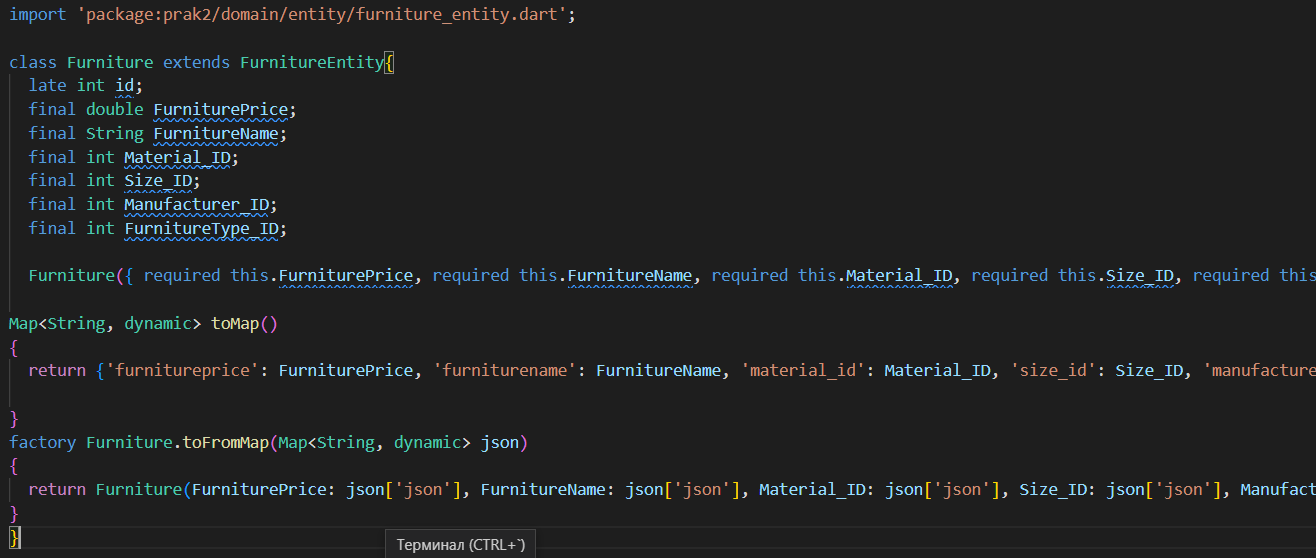 import 'package:prak2/domain/entity/furniture_entity.dart';
class Furniture extends FurnitureEntity{
late int id;
final double FurniturePrice;
final String FurnitureName;
final int Material_ID;
final int Size_ID;
final int Manufacturer_ID;
final int FurnitureType_ID;
Furniture({ required this.FurniturePrice, required this.FurnitureName, required this.Material_ID, required this.Size_ID, required this
Map<String, dynamic> toMap()
{
return {'furnitureprice': FurniturePrice, 'furniturename': FurnitureName, 'material_id': Material_ID, 'size_id': Size_ID, 'manufacture
}
factory Furniture.toFromMap(Map<String, dynamic> json)
{
return Furniture(FurniturePrice: json['json'], FurnitureName: json['json'], Material_ID: json['json'], Size_ID: json['json'], Manufact
}
}
Терминал (CTRL+`)